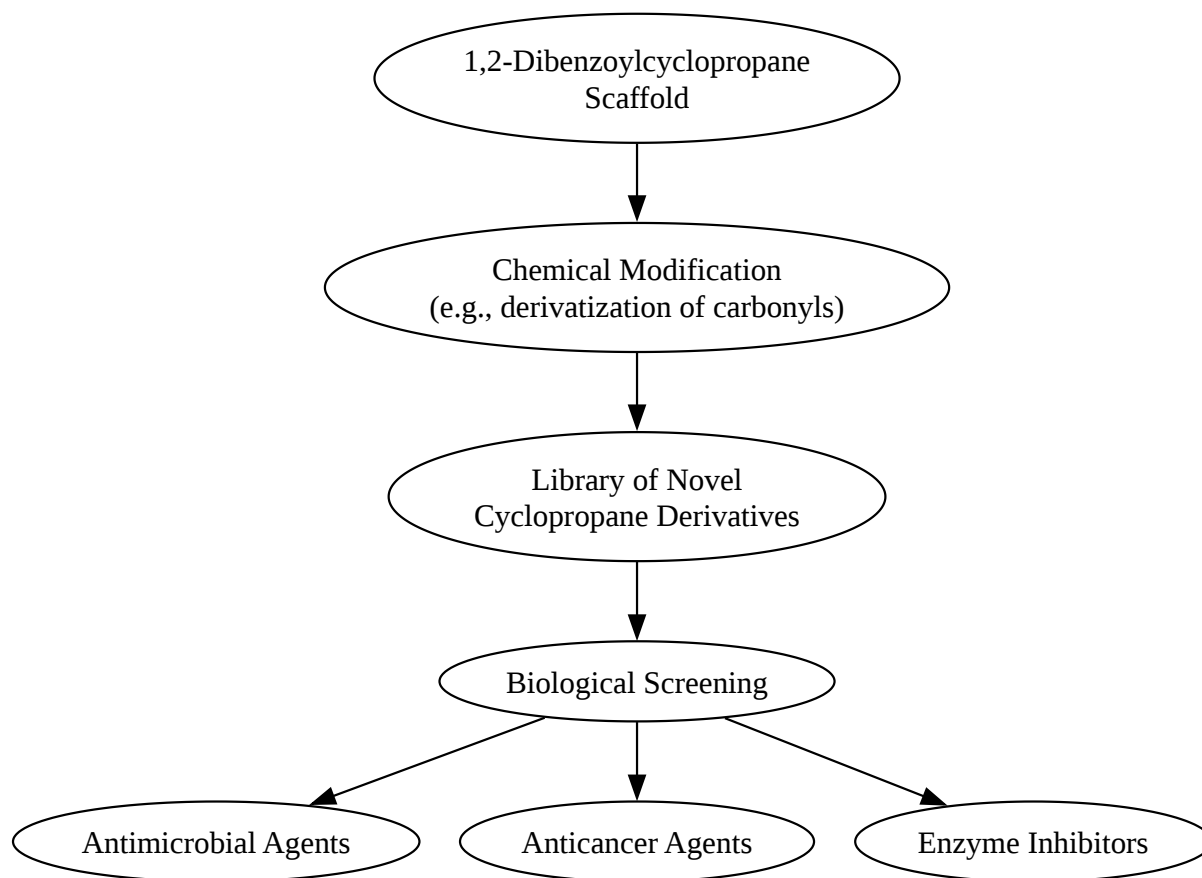 1,2-Dibenzoylcyclopropane
Scaffold
Chemical Modification
(e.g., derivatization of carbonyls)
Library of Novel
Cyclopropane Derivatives
Biological Screening
Antimicrobial Agents
Anticancer Agents
Enzyme Inhibitors